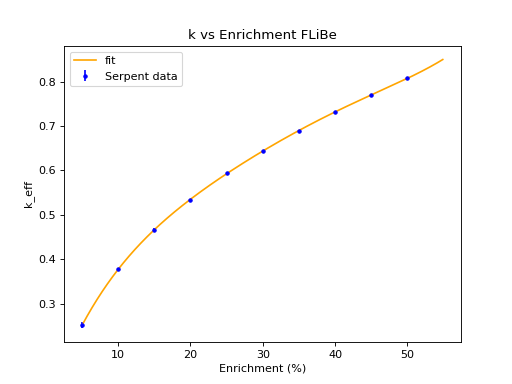 k vs Enrichment FLiBe
fit
Serpent data
k_eff
0.8
0.7
0.6
0.5
0.4
0.3
10 20 30 40 50
Enrichment (%)